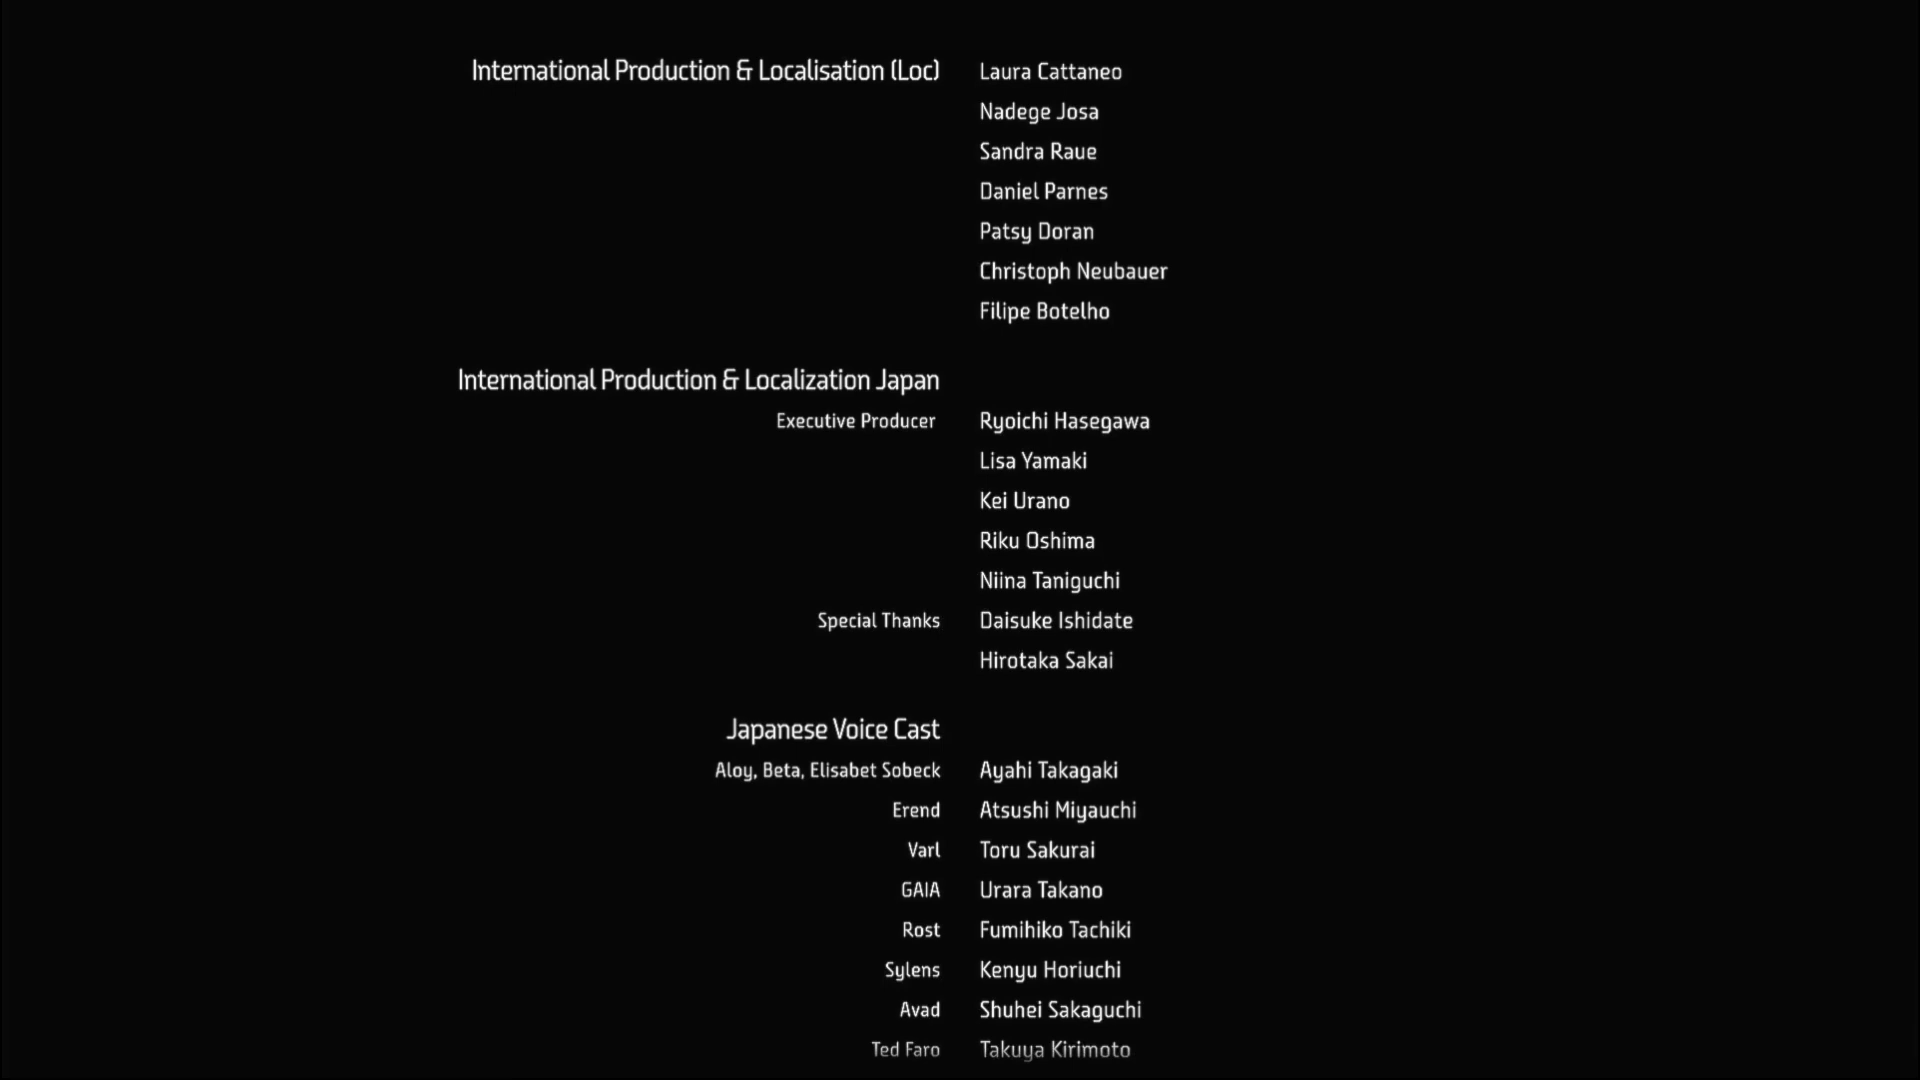 International Production & Localisation (Loc) Laura Cattaneo
Nadege Josa
Sandra Raue
Daniel Parnes
Patsy Doran
Christoph Neubauer
Filipe Botelho
International Production & Localization Japan
Executive Producer Ryoichi Hasegawa
Lisa Yamaki
Kei Urano
Riku Oshima
Niina Taniguchi
Special Thanks Daisuke Ishidate
Hirotaka Sakai
Japanese Voice Cast
Aloy, Beta, Elisabet Sobeck Ayahi Takagaki
Erend Atsushi Miyauchi
Varl Toru Sakurai
GAIA Urara Takano
Rost Fumihiko Tachiki
Sylens Kenyu Horiuchi
Avad Shuhei Sakaguchi
Ted Faro Takuya Kirimoto